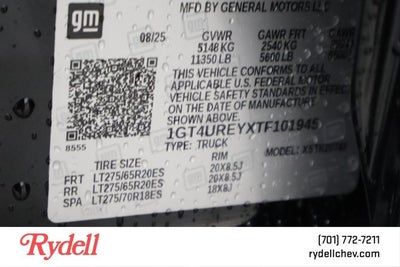 gm
MFD BY GENERAL MOTORS LLC
08/25 GVWR GAWR FRT GAWR
5148 KG 2540 KG
11350 LB 5600 LB
THIS VEHICLE CONFORMS TO ALL
APPLICABLE U.S. FEDERAL MOTOR
VEHICLE SAFETY STANDARDS IN
EFFECT ON THE DATE OF MANUFACTURE
SHOWN ABOVE.
1GT4UREYXTF101945
8555 TYPE: TRUCK MODEL:
TIRE SIZE RIM
FRT LT275/65R20ES 20X8.5J
RR LT275/65R20ES 20X8.5J
SPA LT275/70R18ES 18X8J
Rydell
(701) 772-7211
rydellchev.com